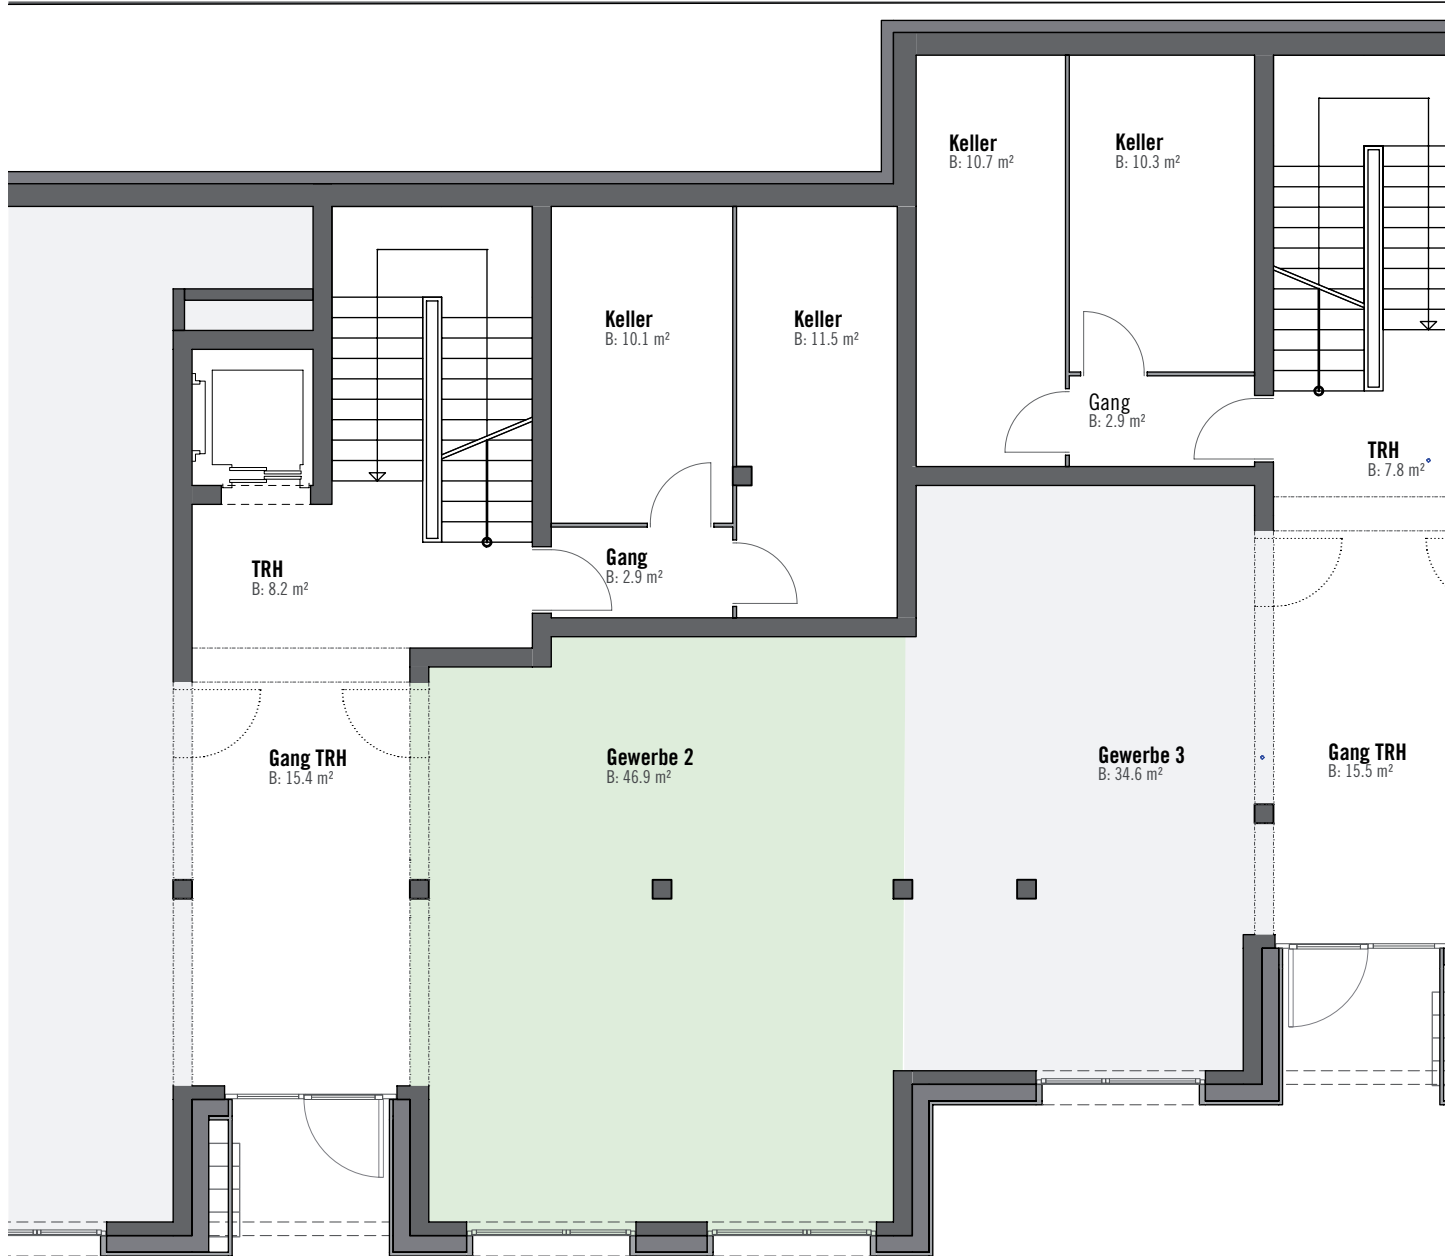 Keller
B: 10.7 m²
Keller
B: 10.3 m²
Keller
B: 10.1 m²
Keller
B: 11.5 m²
Gang
B: 2.9 m²
TRH
B: 7.8 m²
Gang
B: 2.9 m²
TRH
B: 8.2 m²
Gang TRH
B: 15.4 m²
Gewerbe 2
B: 46.9 m²
Gewerbe 3
B: 34.6 m²
Gang TRH
B: 15.5 m²